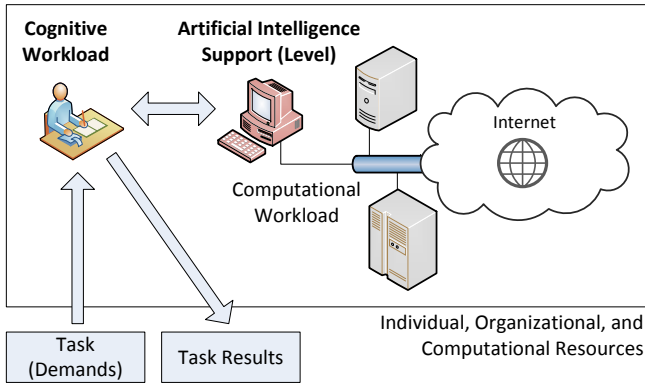 Cognitive
Workload
Artificial Intelligence
Support (Level)
Internet
Computational
Workload
Individual, Organizational, and
Computational Resources
Task
(Demands)
Task Results